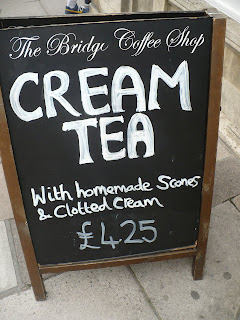 The Bridge Coffee Shop
CREAM
TEA
With homemade Scones
& Clotted Cream
£4.25